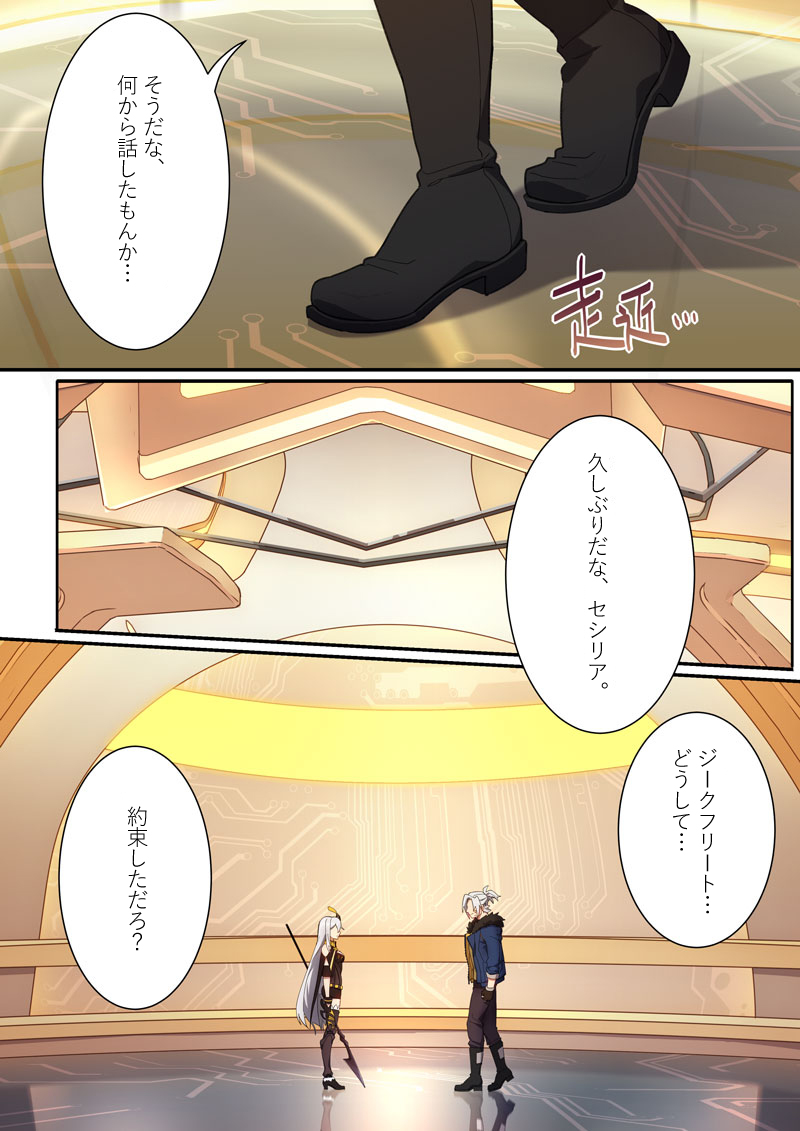 そうだな、
何から話したもんか…
走近…
久しぶりだな、セシリア。
ジークフリート…
どうして…
約束しただろ？